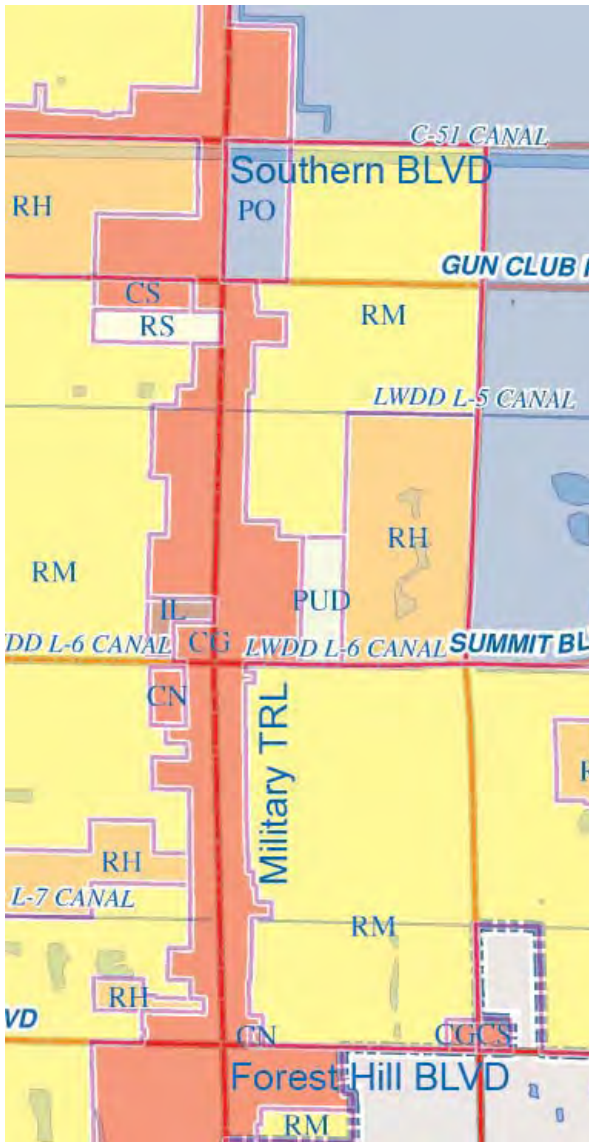 C-51 CANAL
Southern BLVD
RH
PO
GUN CLUB
CS
RS
RM
LWDD L-5 CANAL
RM
RH
PUD
IL
CG
DD L-6 CANAL
LWDD L-6 CANAL
SUMMIT BL
CN
Military TRL
RH
L-7 CANAL
RM
RH
VD
CN
CG
CS
Forest Hill BLVD
RM